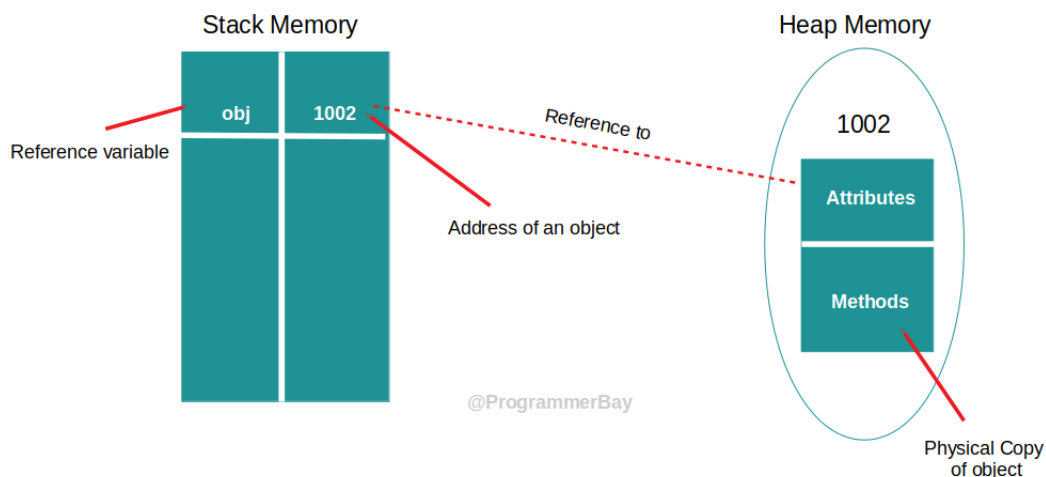 Stack Memory
Heap Memory
obj
1002
Reference variable
Address of an object
Reference to
1002
Attributes
Methods
@ProgrammerBay
Physical Copy
of object